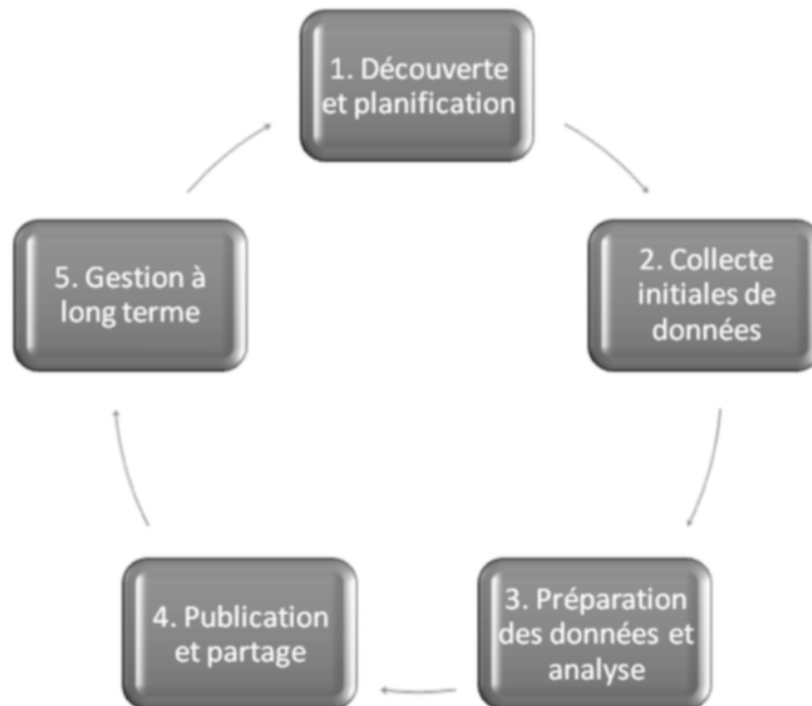 1. Découverte
et planification
2. Collecte
initiales de
données
3. Préparation
des données et
analyse
4. Publication
et partage
5. Gestion à
long terme